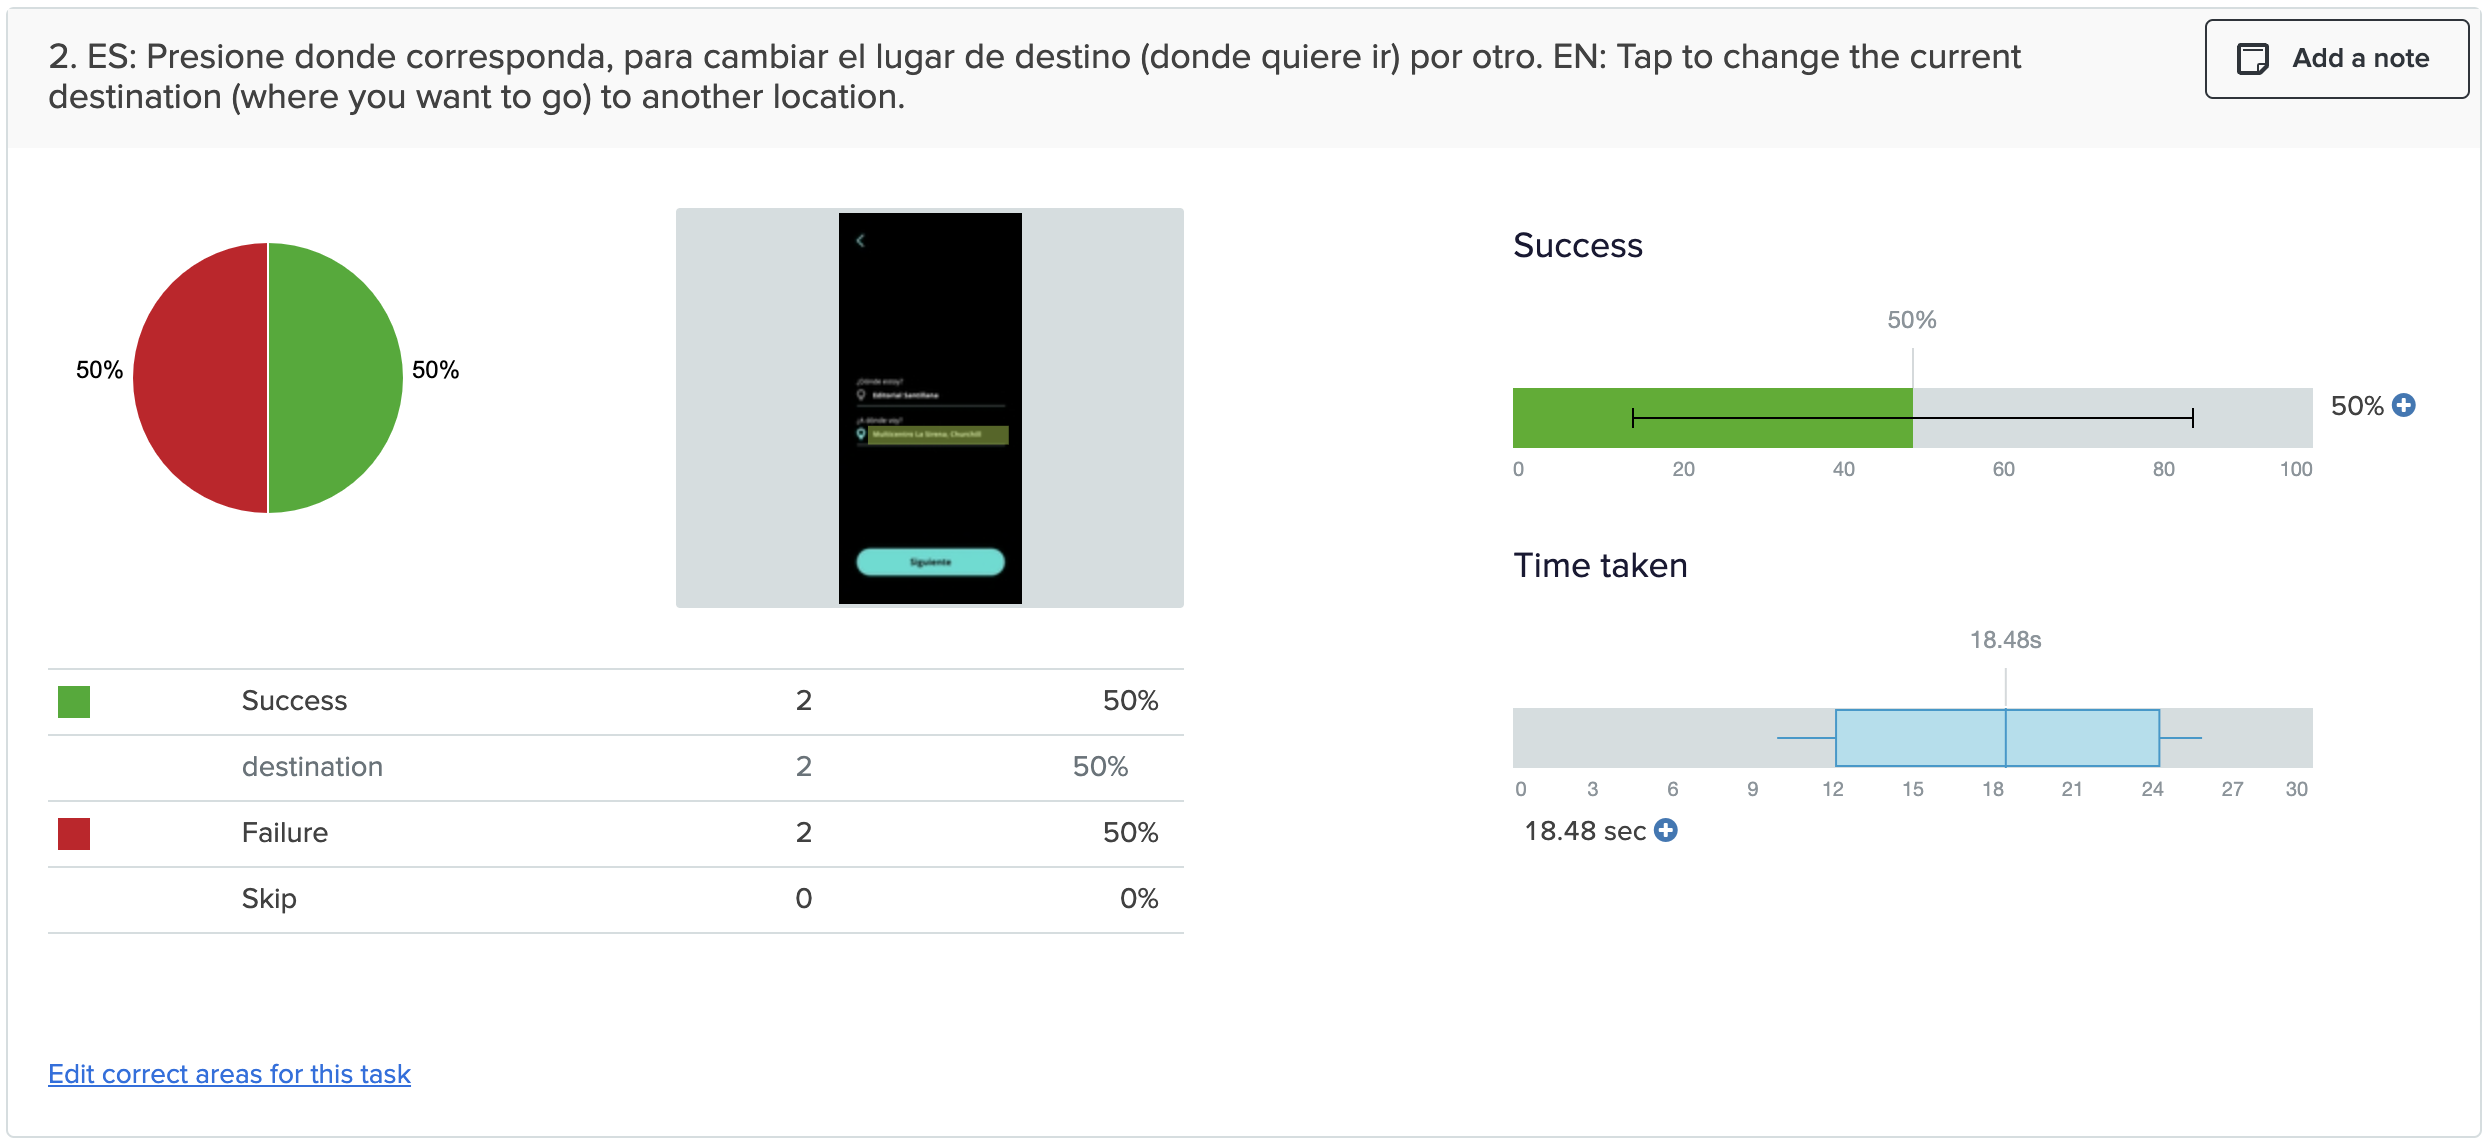 2. ES: Presione donde corresponda, para cambiar el lugar de destino (donde quiere ir) por otro. EN: Tap to change the current
destination (where you want to go) to another location.
Add a note
50%
50%
¿Dónde estoy?
Editorial Santillana
¿A dónde voy?
Multicentro La Sirena, Churchill
Siguiente
Success
50%
50%
0 20 40 60 80 100
Time taken
18.48s
0 3 6 9 12 15 18 21 24 27 30
18.48 sec
Success 2 50%
destination 2 50%
Failure 2 50%
Skip 0 0%
Edit correct areas for this task